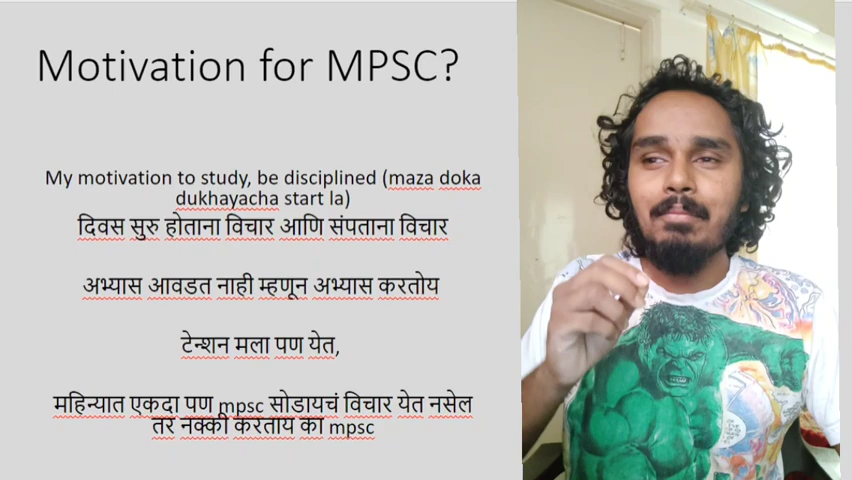 Motivation for MPSC?
My motivation to study, be disciplined (maza doka
dukhayacha start la)
दिवस सुरु होताना विचार आणि संपताना विचार
अभ्यास आवडत नाही म्हणून अभ्यास करतोय
टेन्शन मला पण येत,
महिन्यात एकदा पण mpsc सोडायचं विचार येत नसेल
तर नक्की करताय का mpsc